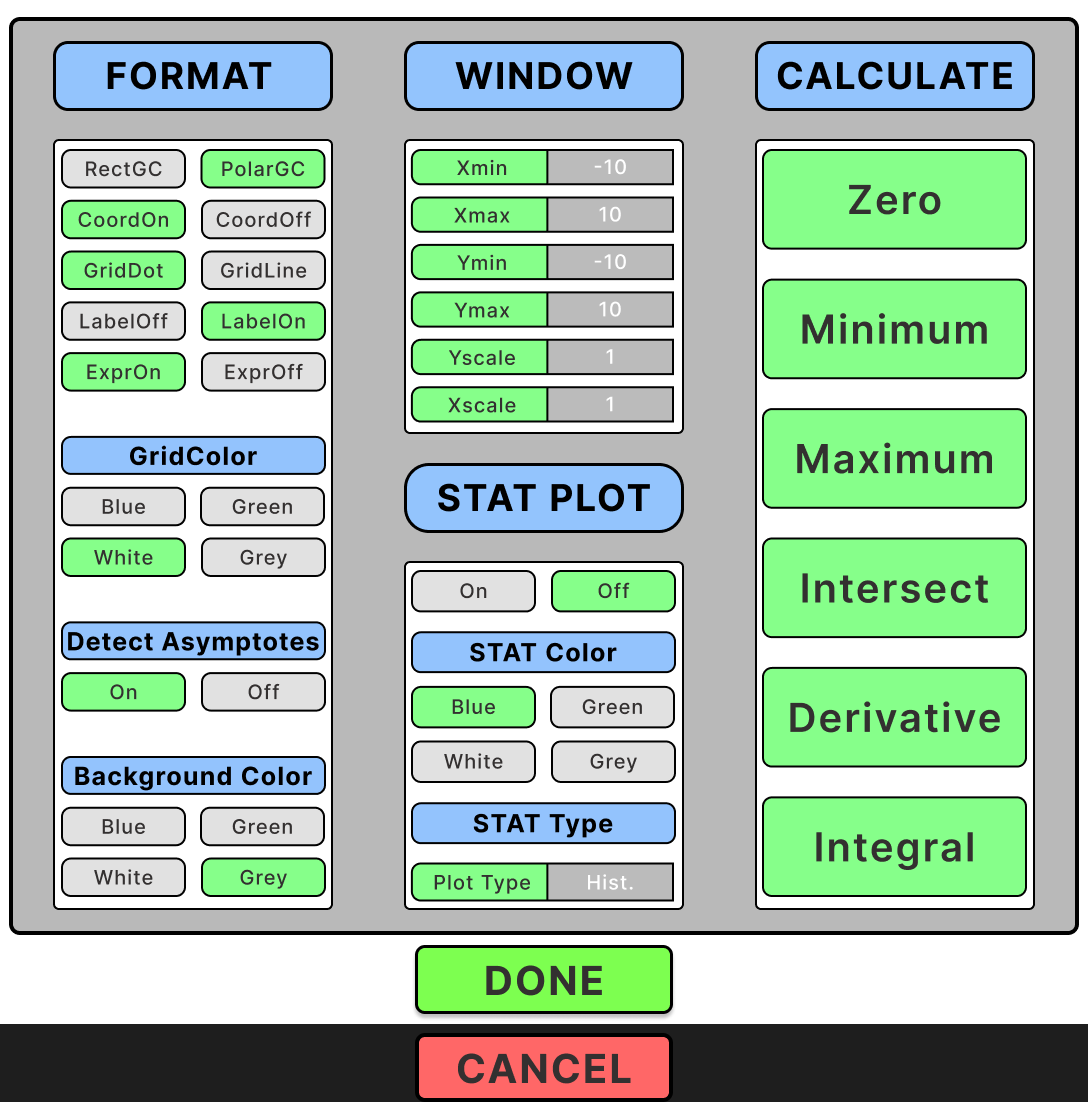 FORMAT
RectGC PolarGC
CoordOn CoordOff
GridDot GridLine
LabelOff LabelOn
ExprOn ExprOff
GridColor
Blue Green
White Grey
Detect Asymptotes
On Off
Background Color
Blue Green
White Grey
WINDOW
Xmin -10
Xmax 10
Ymin -10
Ymax 10
Yscale 1
Xscale 1
STAT PLOT
On Off
STAT Color
Blue Green
White Grey
STAT Type
Plot Type Hist.
CALCULATE
Zero
Minimum
Maximum
Intersect
Derivative
Integral
DONE
CANCEL